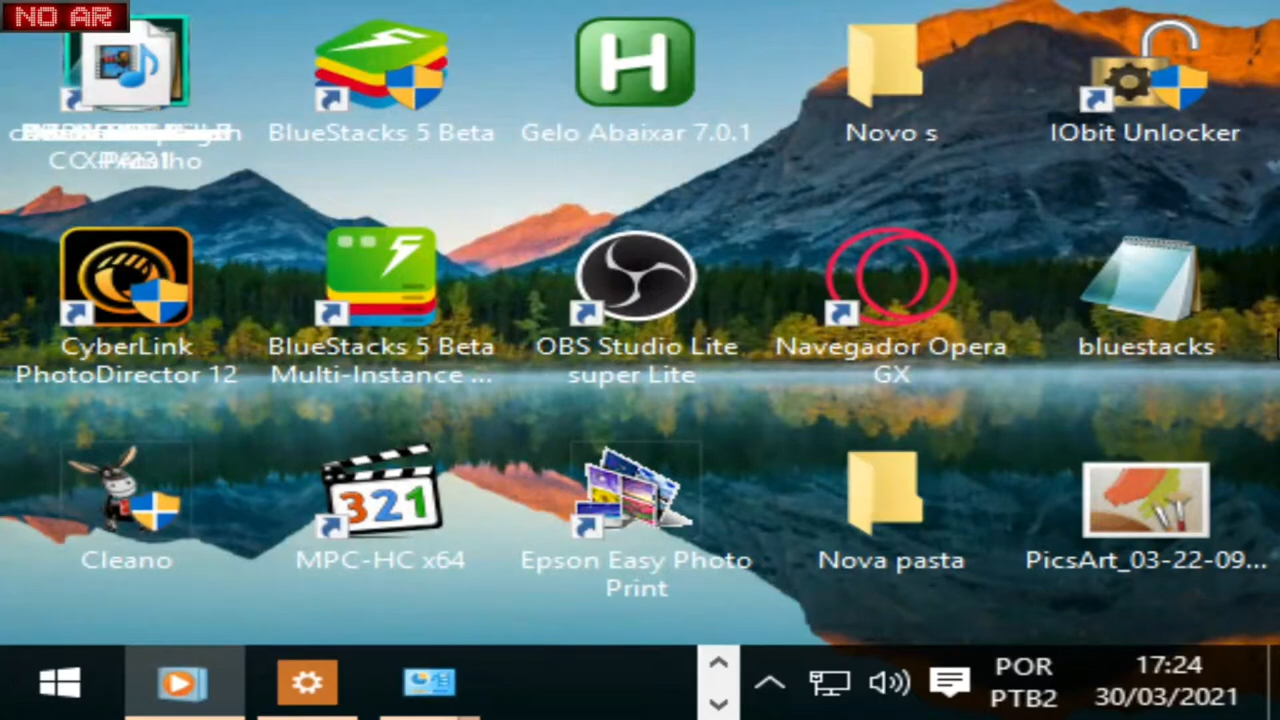 NO AR
BlueStacks 5 Beta
Gelo Abaixar 7.0.1
Novo s
IObit Unlocker
CyberLink
PhotoDirector 12
BlueStacks 5 Beta
Multi-Instance ...
OBS Studio Lite
super Lite
Navegador Opera
GX
bluestacks
Cleano
321
MPC-HC x64
Epson Easy Photo
Print
Nova pasta
PicsArt_03-22-09...
POR
PTB2
17:24
30/03/2021